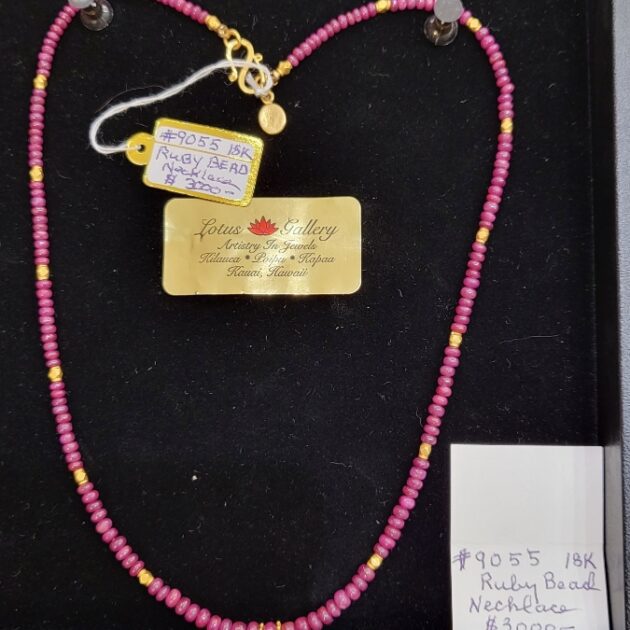 #9055 18K
Ruby Bead
Necklace
$ 3000-
Lotus Gallery
Artistry In Jewels
Kilauea • Poipu • Kapaa
Kauai, Hawaii
#9055 18K
Ruby Bead
Necklace
$3000-